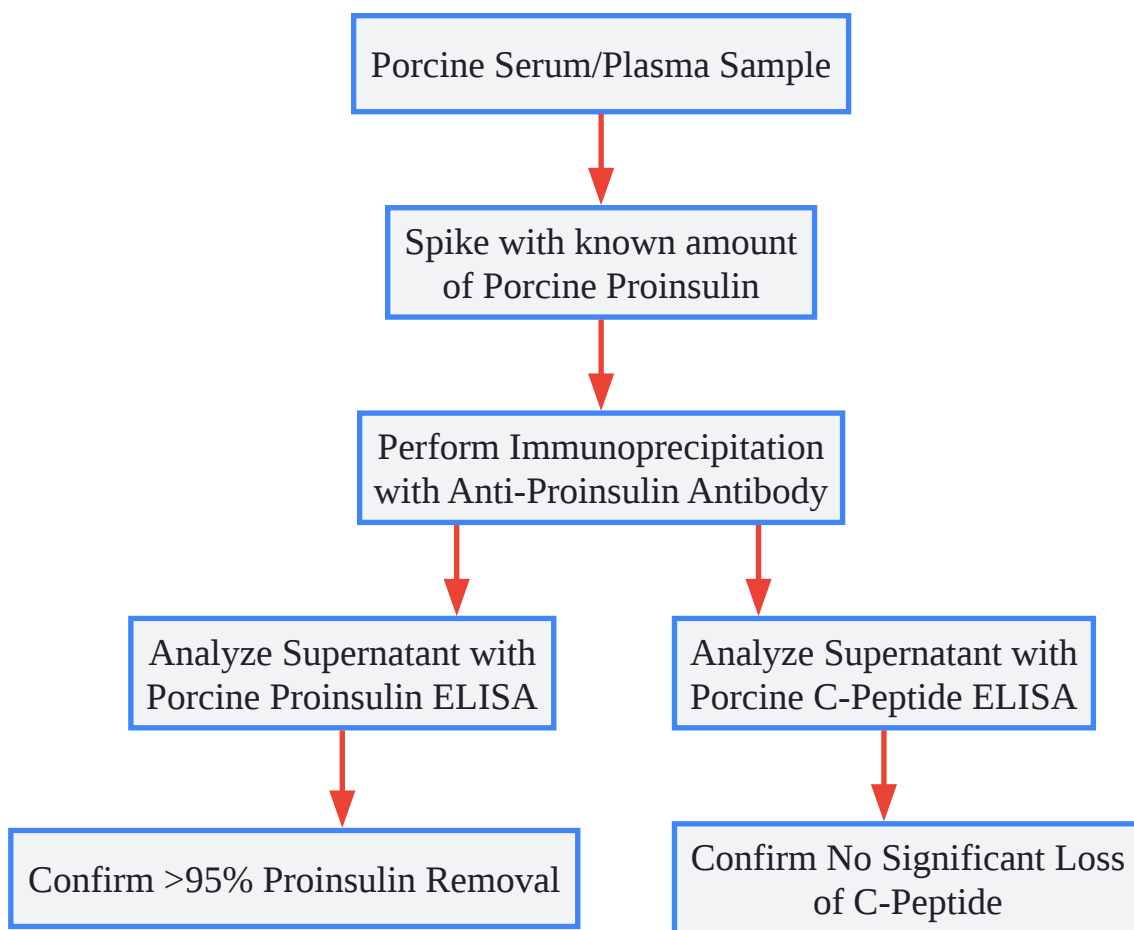 Porcine Serum/Plasma Sample
Spike with known amount
of Porcine Proinsulin
Perform Immunoprecipitation
with Anti-Proinsulin Antibody
Analyze Supernatant with
Porcine Proinsulin ELISA
Analyze Supernatant with
Porcine C-Peptide ELISA
Confirm >95% Proinsulin Removal
Confirm No Significant Loss
of C-Peptide